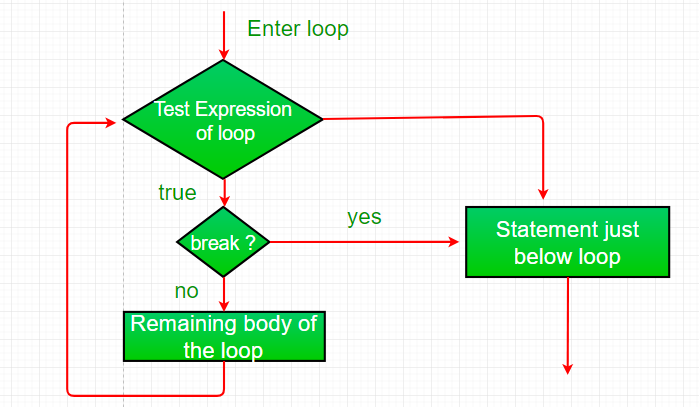 Enter loop
Test Expression
of loop
true
yes
Statement just
below loop
break ?
no
Remaining body of
the loop